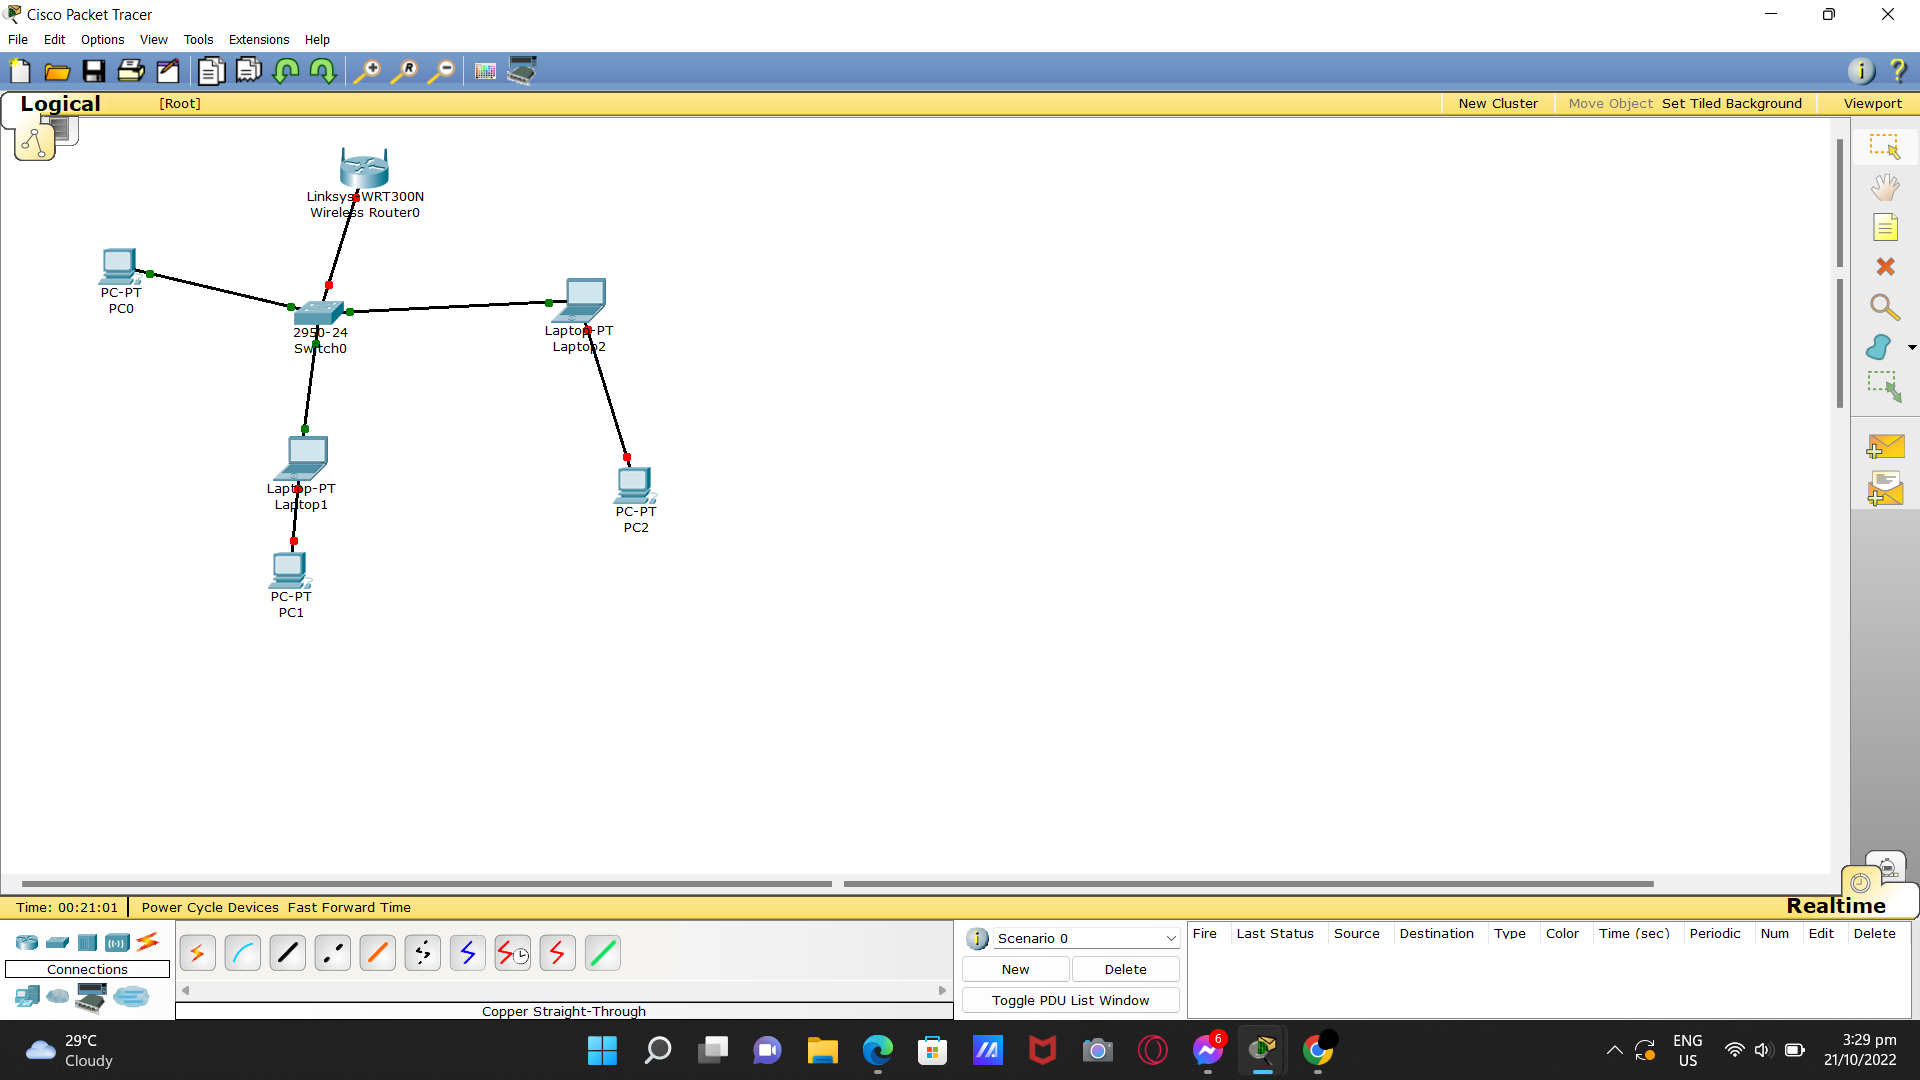 Cisco Packet Tracer
File Edit Options View Tools Extensions Help
Logical [Root] New Cluster Move Object Set Tiled Background Viewport
Linksys-WRT300N
Wireless Router0
PC-PT
PC0
2950-24
Switch0
Laptop-PT
Laptop2
Laptop-PT
Laptop1
PC-PT
PC2
PC-PT
PC1
Time: 00:21:01 Power Cycle Devices Fast Forward Time Realtime
Connections
Copper Straight-Through
Scenario 0
New Delete
Toggle PDU List Window
Fire Last Status Source Destination Type Color Time (sec) Periodic Num Edit Delete
29°C
Cloudy
6
ENG
US
3:29 pm
21/10/2022